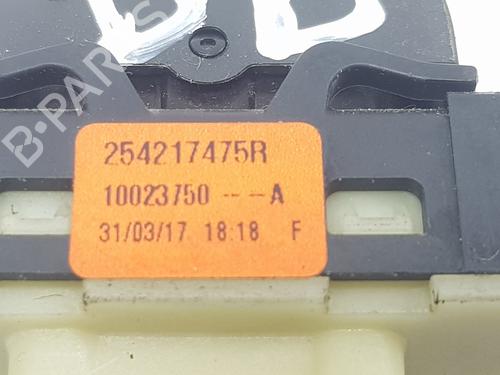 B-PARTS
254217475R
10023750 -- -A
31/03/17 18:18 F